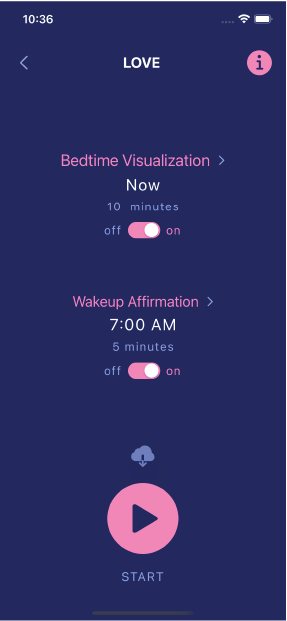 10:36
LOVE
i
Bedtime Visualization >
Now
10 minutes
off on
Wakeup Affirmation >
7:00 AM
5 minutes
off on
START